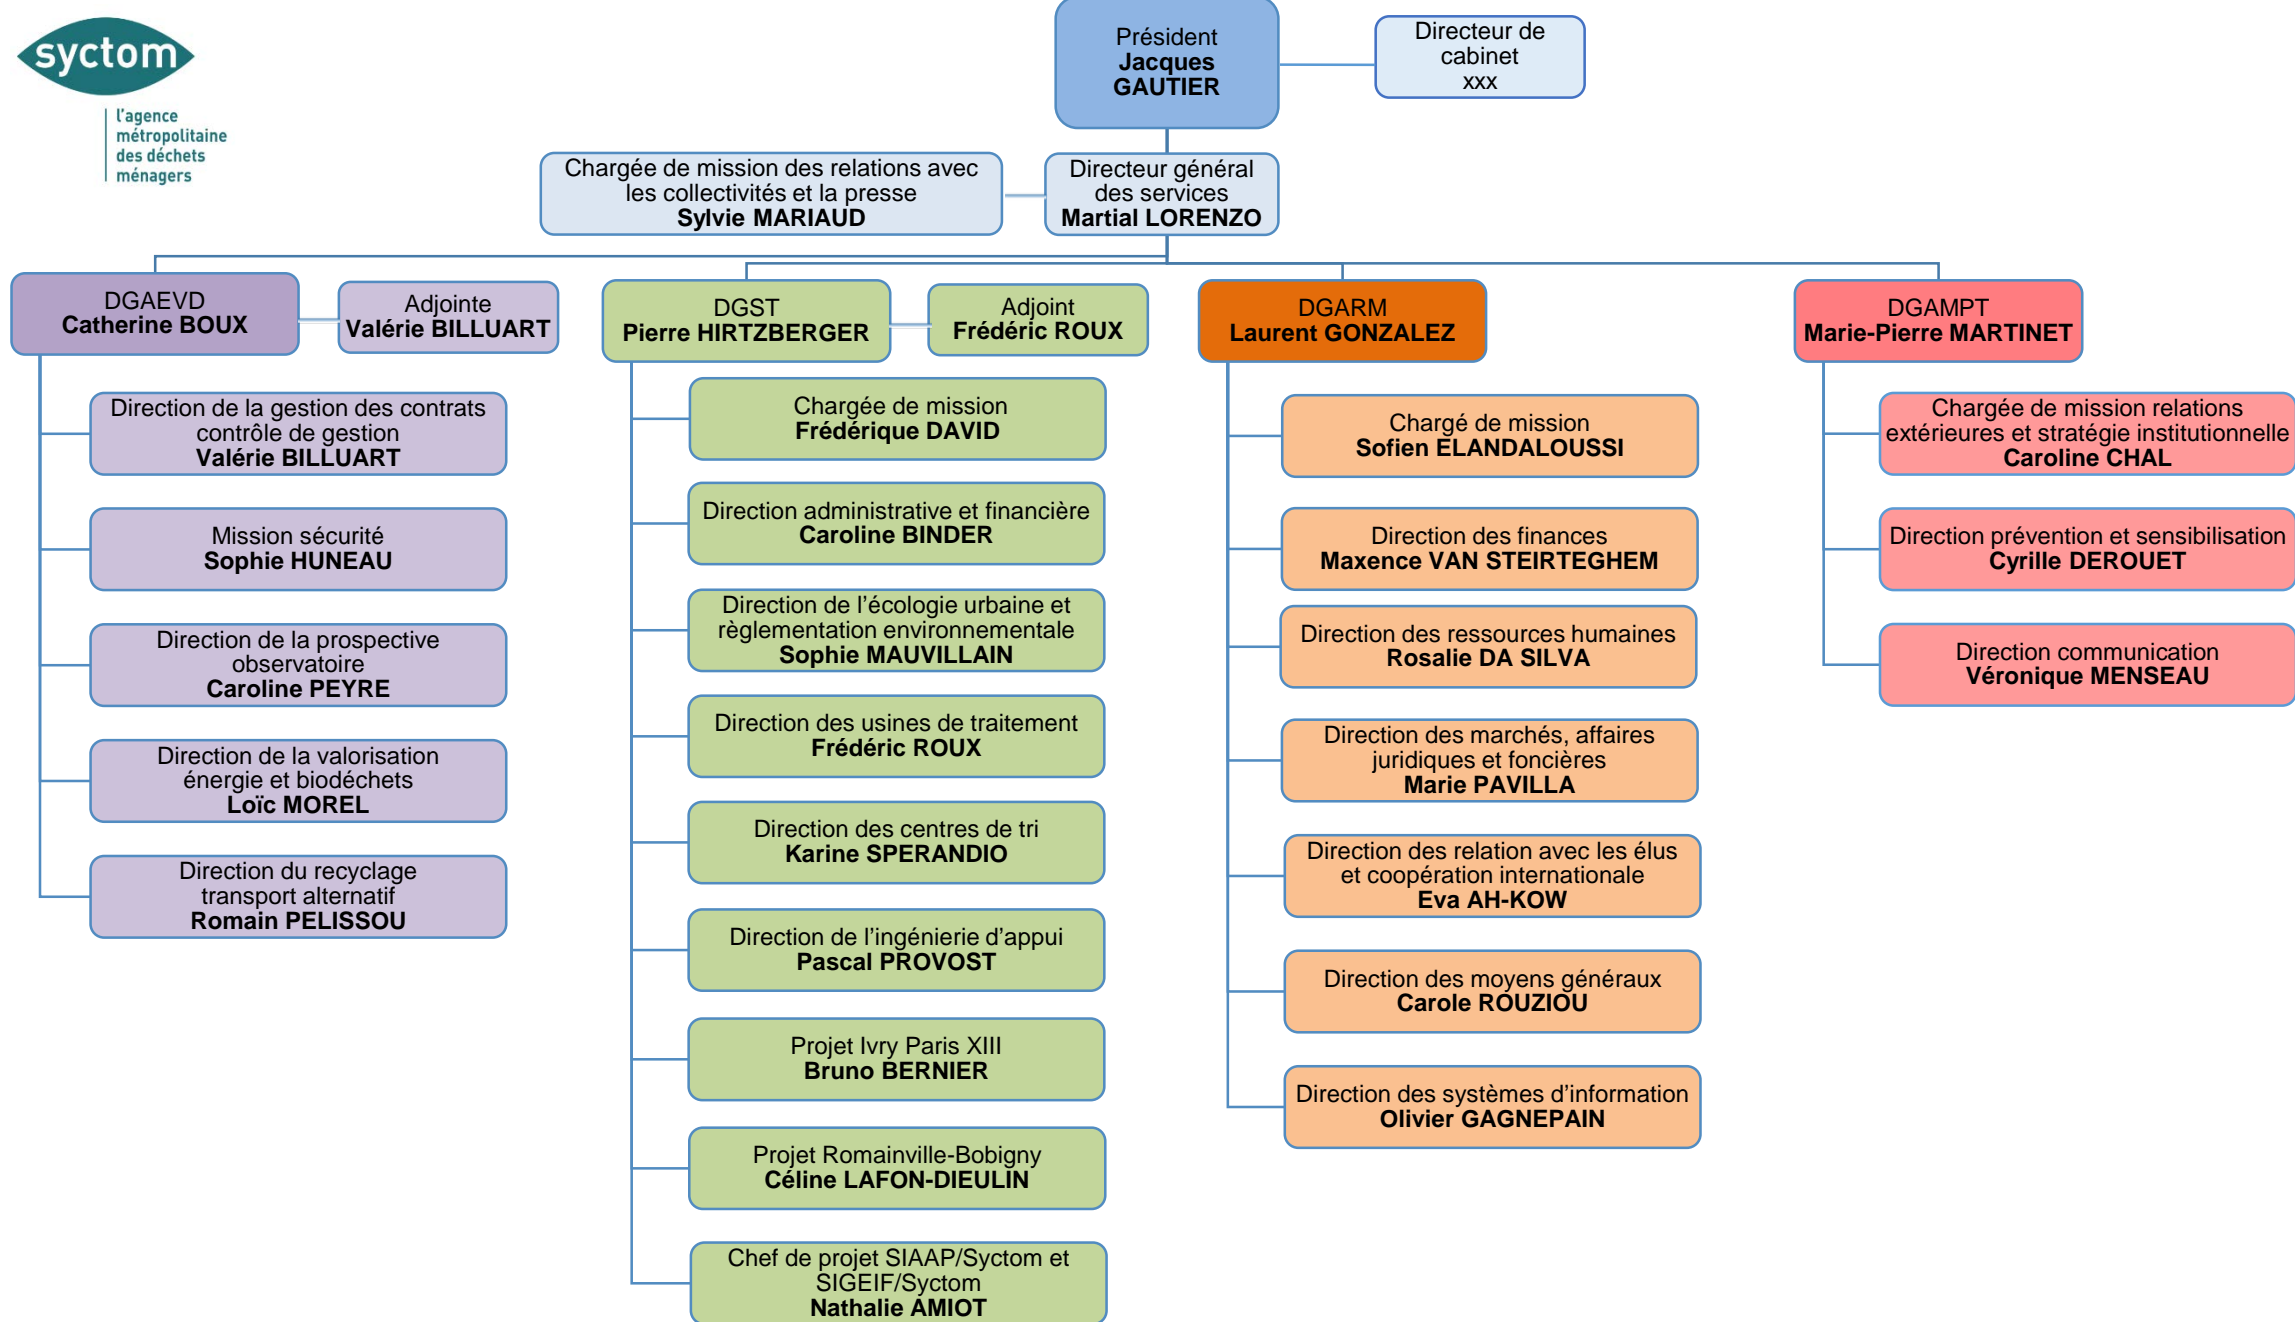 syctom
l'agence
métropolitaine
des déchets
ménagers
Président
Jacques
GAUTIER
Directeur de
cabinet
xxx
Chargée de mission des relations avec
les collectivités et la presse
Sylvie MARIAUD
Directeur général
des services
Martial LORENZO
DGAEVD
Catherine BOUX
Adjointe
Valérie BILLUART
Direction de la gestion des contrats
contrôle de gestion
Valérie BILLUART
Mission sécurité
Sophie HUNEAU
Direction de la prospective
observatoire
Caroline PEYRE
Direction de la valorisation
énergie et biodéchets
Loïc MOREL
Direction du recyclage
transport alternatif
Romain PELISSOU
DGST
Pierre HIRTZBERGER
Adjoint
Frédéric ROUX
Chargée de mission
Frédérique DAVID
Direction administrative et financière
Caroline BINDER
Direction de l'écologie urbaine et
règlementation environnementale
Sophie MAUVILLAIN
Direction des usines de traitement
Frédéric ROUX
Direction des centres de tri
Karine SPERANDIO
Direction de l'ingénierie d'appui
Pascal PROVOST
Projet Ivry Paris XIII
Bruno BERNIER
Projet Romainville-Bobigny
Céline LAFON-DIEULIN
Chef de projet SIAAP/Syctom et
SIGEIF/Syctom
Nathalie AMIOT
DGARM
Laurent GONZALEZ
Chargé de mission
Sofien ELANDALOUSSI
Direction des finances
Maxence VAN STEIRTEGHEM
Direction des ressources humaines
Rosalie DA SILVA
Direction des marchés, affaires
juridiques et foncières
Marie PAVILLA
Direction des relation avec les élus
et coopération internationale
Eva AH-KOW
Direction des moyens généraux
Carole ROUZIOU
Direction des systèmes d'information
Olivier GAGNEPAIN
DGAMPT
Marie-Pierre MARTINET
Chargée de mission relations
extérieures et stratégie institutionnelle
Caroline CHAL
Direction prévention et sensibilisation
Cyrille DEROUET
Direction communication
Véronique MENSEAU